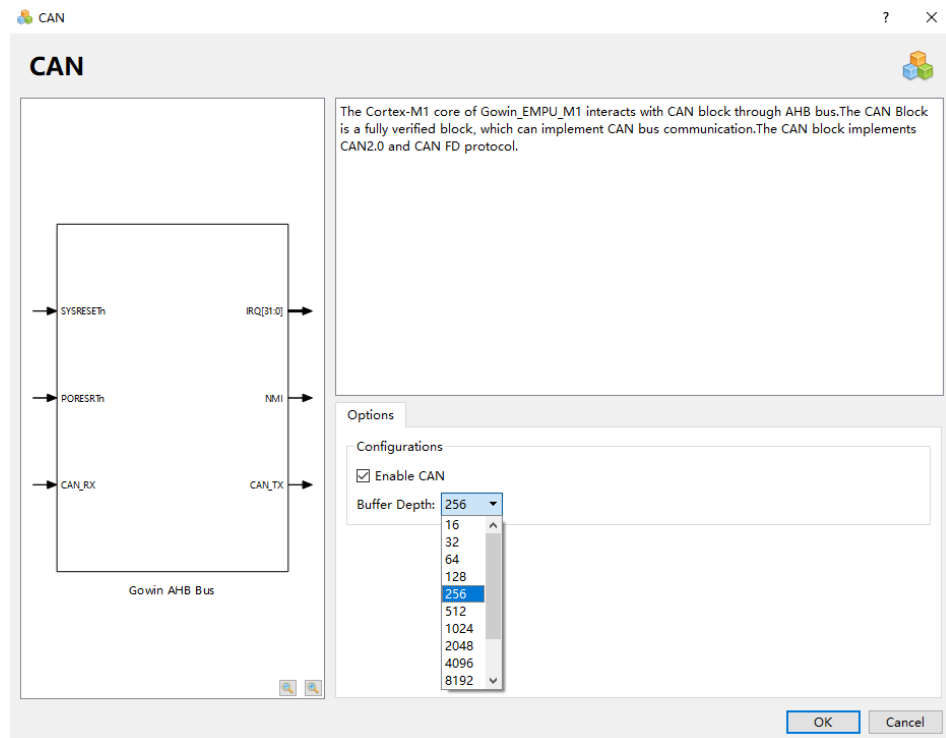 CAN
?
CAN
The Cortex-M1 core of Gowin_EMPU_M1 interacts with CAN block through AHB bus.The CAN Block
is a fully verified block, which can implement CAN bus communication.The CAN block implements
CAN2.0 and CAN FD protocol.
SYSRESETn
IRQ[31:0]
PORESRTn
NMI
CAN_RX
CAN_TX
Gowin AHB Bus
Options
Configurations
Enable CAN
Buffer Depth: 256
16
32
64
128
256
512
1024
2048
4096
8192
OK
Cancel